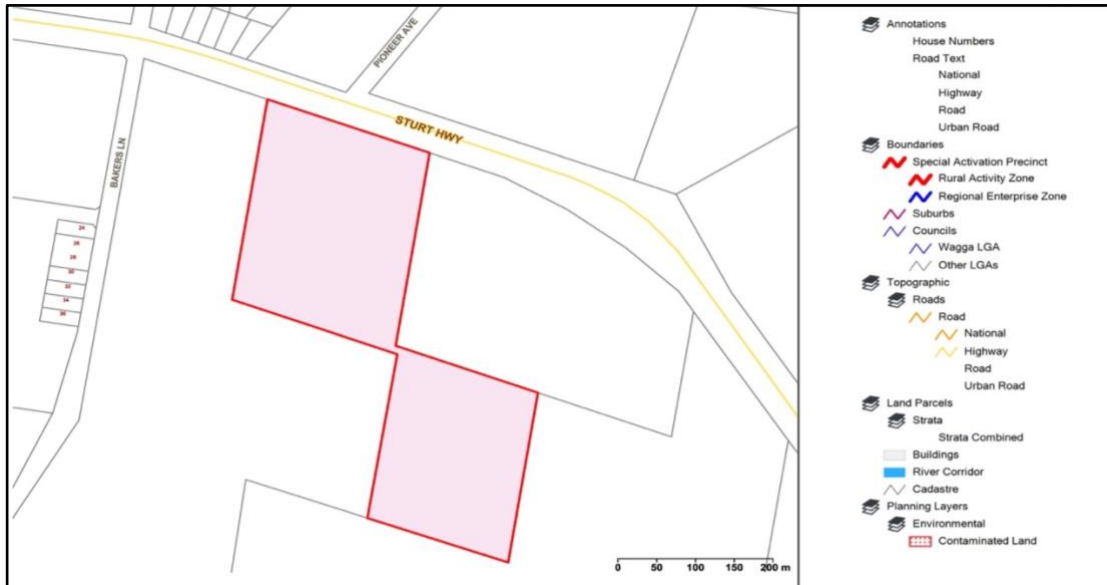 PIONEER AVE
STURT HWY
BAKERS LN
24
26
28
30
32
34
36
0 50 100 150 200 m
Annotations
House Numbers
Road Text
National
Highway
Road
Urban Road
Boundaries
Special Activation Precinct
Rural Activity Zone
Regional Enterprise Zone
Suburbs
Councils
Wagga LGA
Other LGAs
Topographic
Roads
Road
National
Highway
Road
Urban Road
Land Parcels
Strata
Strata Combined
Buildings
River Corridor
Cadastre
Planning Layers
Environmental
Contaminated Land